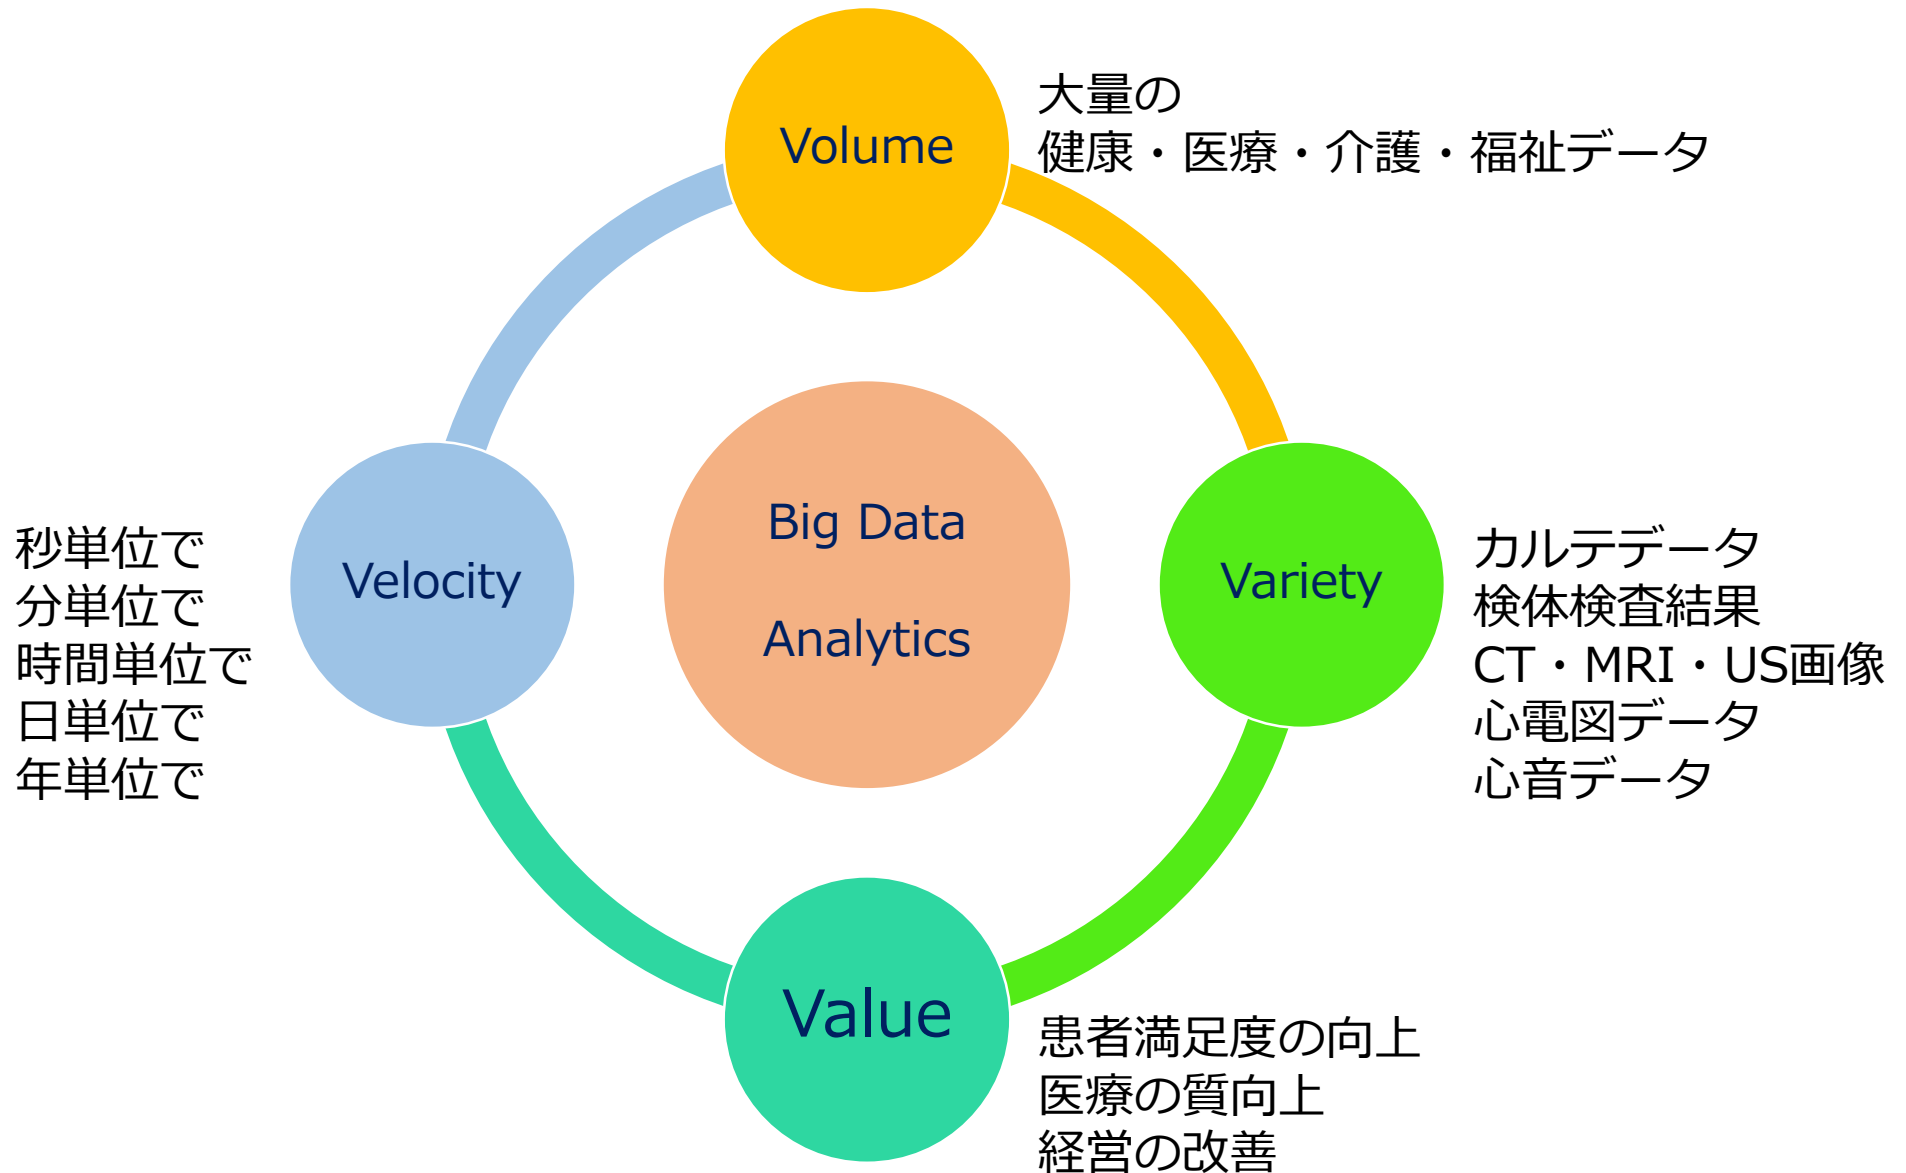 Volume
大量の
健康・医療・介護・福祉データ
Big Data
Analytics
Velocity
秒単位で
分単位で
時間単位で
日単位で
年単位で
Variety
カルテデータ
検体検査結果
CT・MRI・US画像
心電図データ
心音データ
Value
患者満足度の向上
医療の質向上
経営の改善